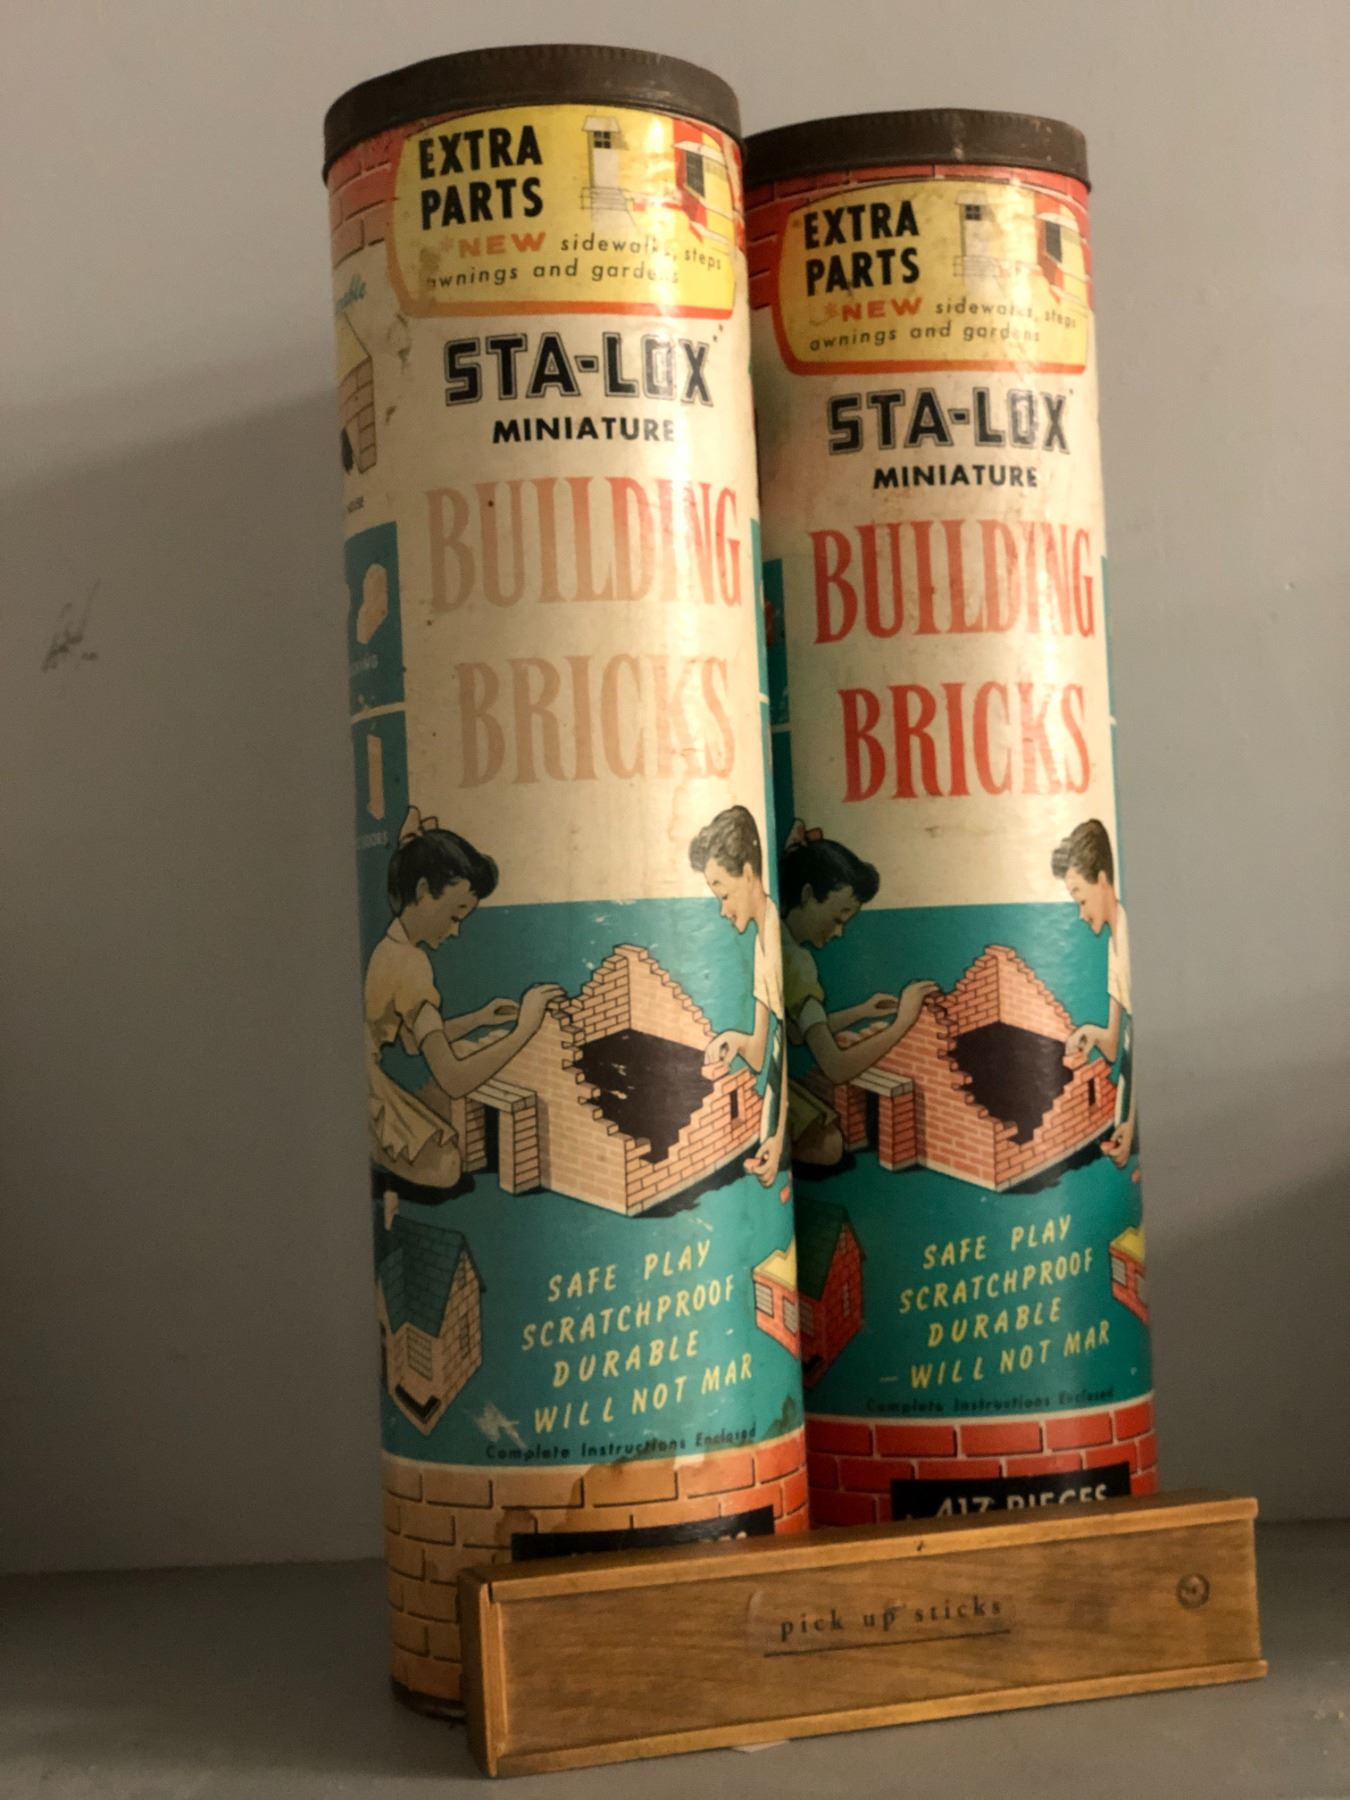 EXTRA
PARTS
*NEW sidewalks, steps
awnings and gardens
STA-LOX
MINIATURE
BUILDING
BRICKS
SAFE PLAY
SCRATCHPROOF
DURABLE
WILL NOT MAR
Complete Instructions Enclosed
EXTRA
PARTS
*NEW sidewalks, steps
awnings and gardens
STA-LOX
MINIATURE
BUILDING
BRICKS
SAFE PLAY
SCRATCHPROOF
DURABLE
WILL NOT MAR
Complete Instructions Enclosed
417 PIECES
pick up sticks